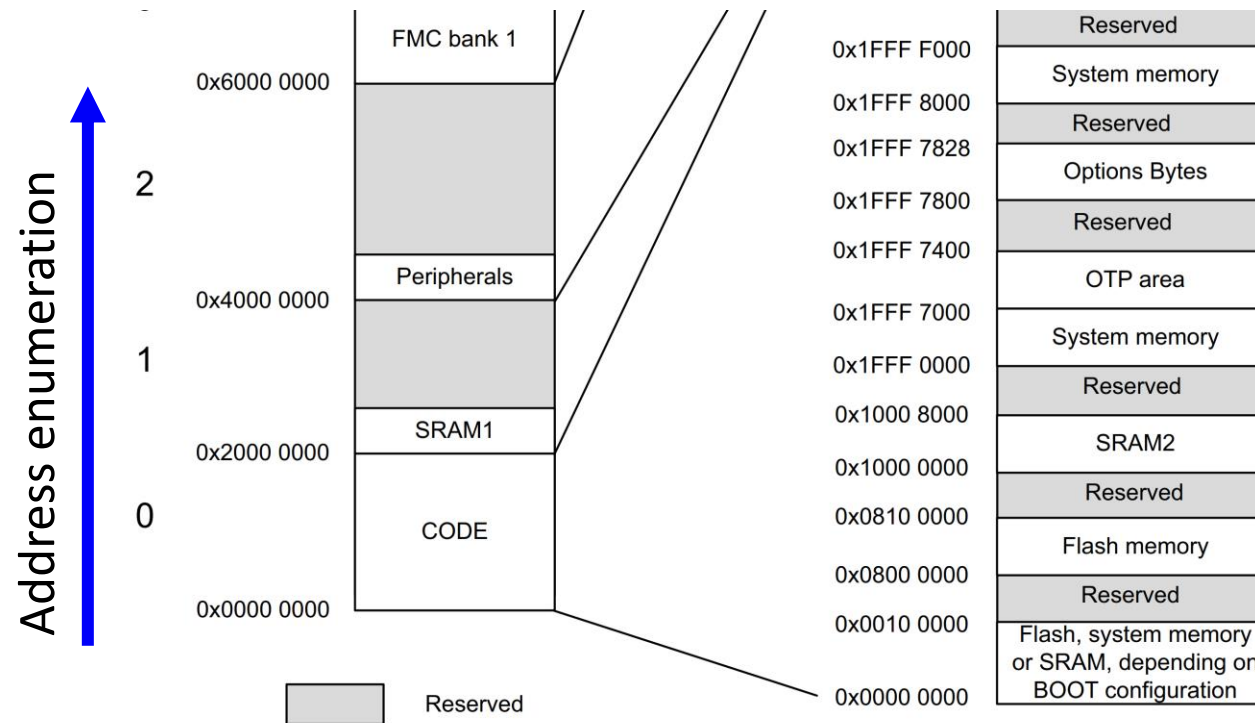 Address enumeration
FMC bank 1
0x6000 0000
2
Peripherals
0x4000 0000
1
SRAM1
0x2000 0000
0
CODE
0x0000 0000
Reserved
Reserved
0x1FFF F000
System memory
0x1FFF 8000
Reserved
0x1FFF 7828
Options Bytes
0x1FFF 7800
Reserved
0x1FFF 7400
OTP area
0x1FFF 7000
System memory
0x1FFF 0000
Reserved
0x1000 8000
SRAM2
0x1000 0000
Reserved
0x0810 0000
Flash memory
0x0800 0000
Reserved
0x0010 0000
Flash, system memory
or SRAM, depending on
BOOT configuration
0x0000 0000